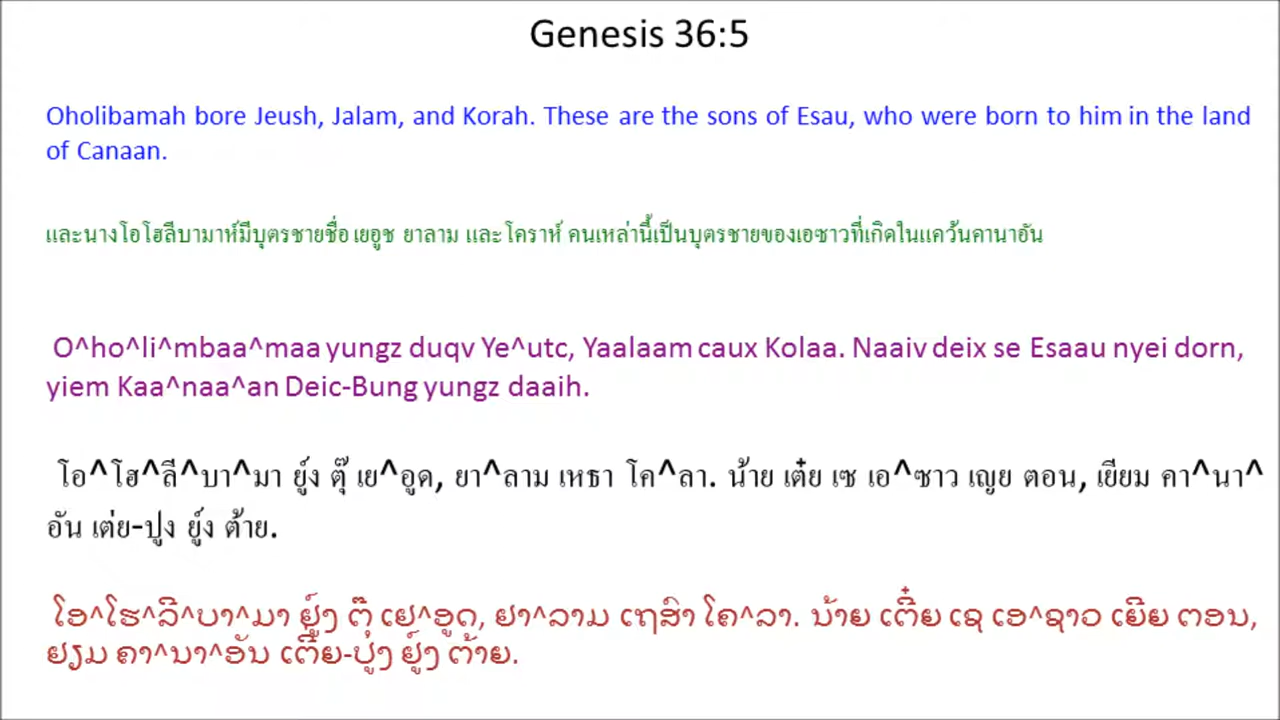 Genesis 36:5
Oholibamah bore Jeush, Jalam, and Korah. These are the sons of Esau, who were born to him in the land
of Canaan.
และนางโอโฮลีบามาห์มีบุตรชายชื่อ เยอูช ยาลาม และโคราห์ คนเหล่านี้เป็นบุตรชายของเอซาวที่เกิดในแคว้นคานาอัน
O^ho^li^mbaa^maa yungz duqv Ye^utc, Yaalaam caux Kolaa. Naaiv deix se Esaau nyei dorn,
yiem Kaa^naa^an Deic-Bung yungz daaih.
โอ^โฮ^ลี^บา^มา ยู์ง ตุ๊ เย^อูด, ยา^ลาม เหธา โค^ลา. น้าย เต๋ีย เซ เอ^ซาว เญย ตอน, เยียม คา^นา^
อัน เต่ย-ปูง ยู์ง ต้าย.
ໂອ^ໂຮ^ລີ^ບາ^ມາ ຢູ໌ງ ຕຸ໊ ເຢ^ອູດ, ຢາ^ລາມ ເຖສົາ ໂຄ^ລາ. ນ້າຍ ເຕີ໋ຍ ເຊ ເອ^ຊາວ ເຍີຍ ຕອນ,
ຢຽມ ຄາ^ນາ^ອັນ ເຕີ່ຍ-ປູ່ງ ຢູ໌ງ ຕ້າຍ.